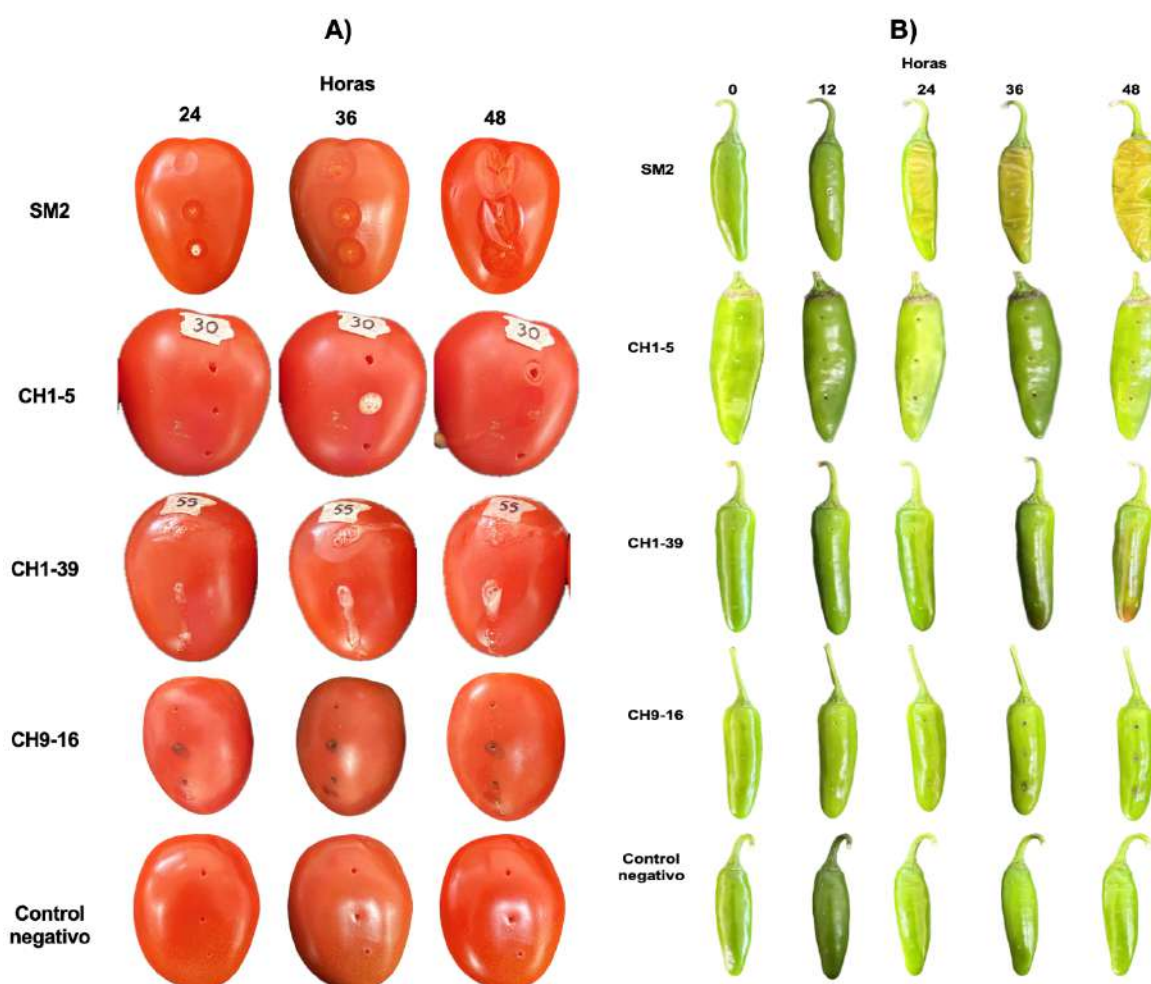 A)
Horas
24 36 48
SM2
30 30 30
CH1-5
55 55 55
CH1-39
CH9-16
Control
negativo
B)
Horas
0 12 24 36 48
SM2
CH1-5
CH1-39
CH9-16
Control
negativo